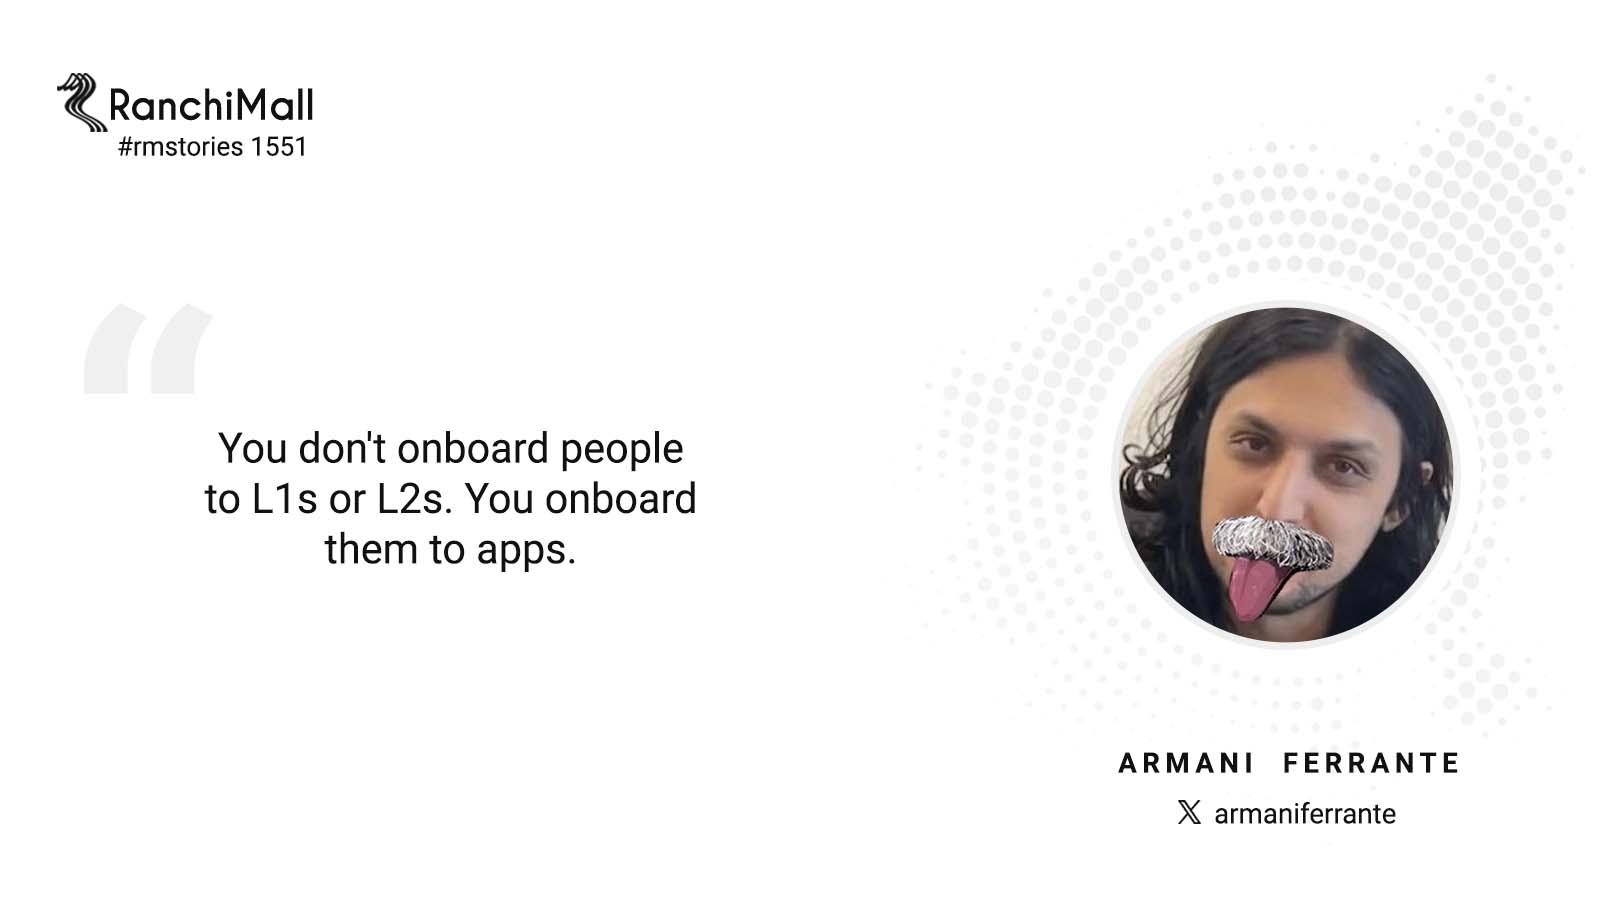 RanchiMall
#rmstories 1551
“
You don't onboard people
to L1s or L2s. You onboard
them to apps.
ARMANI FERRANTE
X armaniferrante